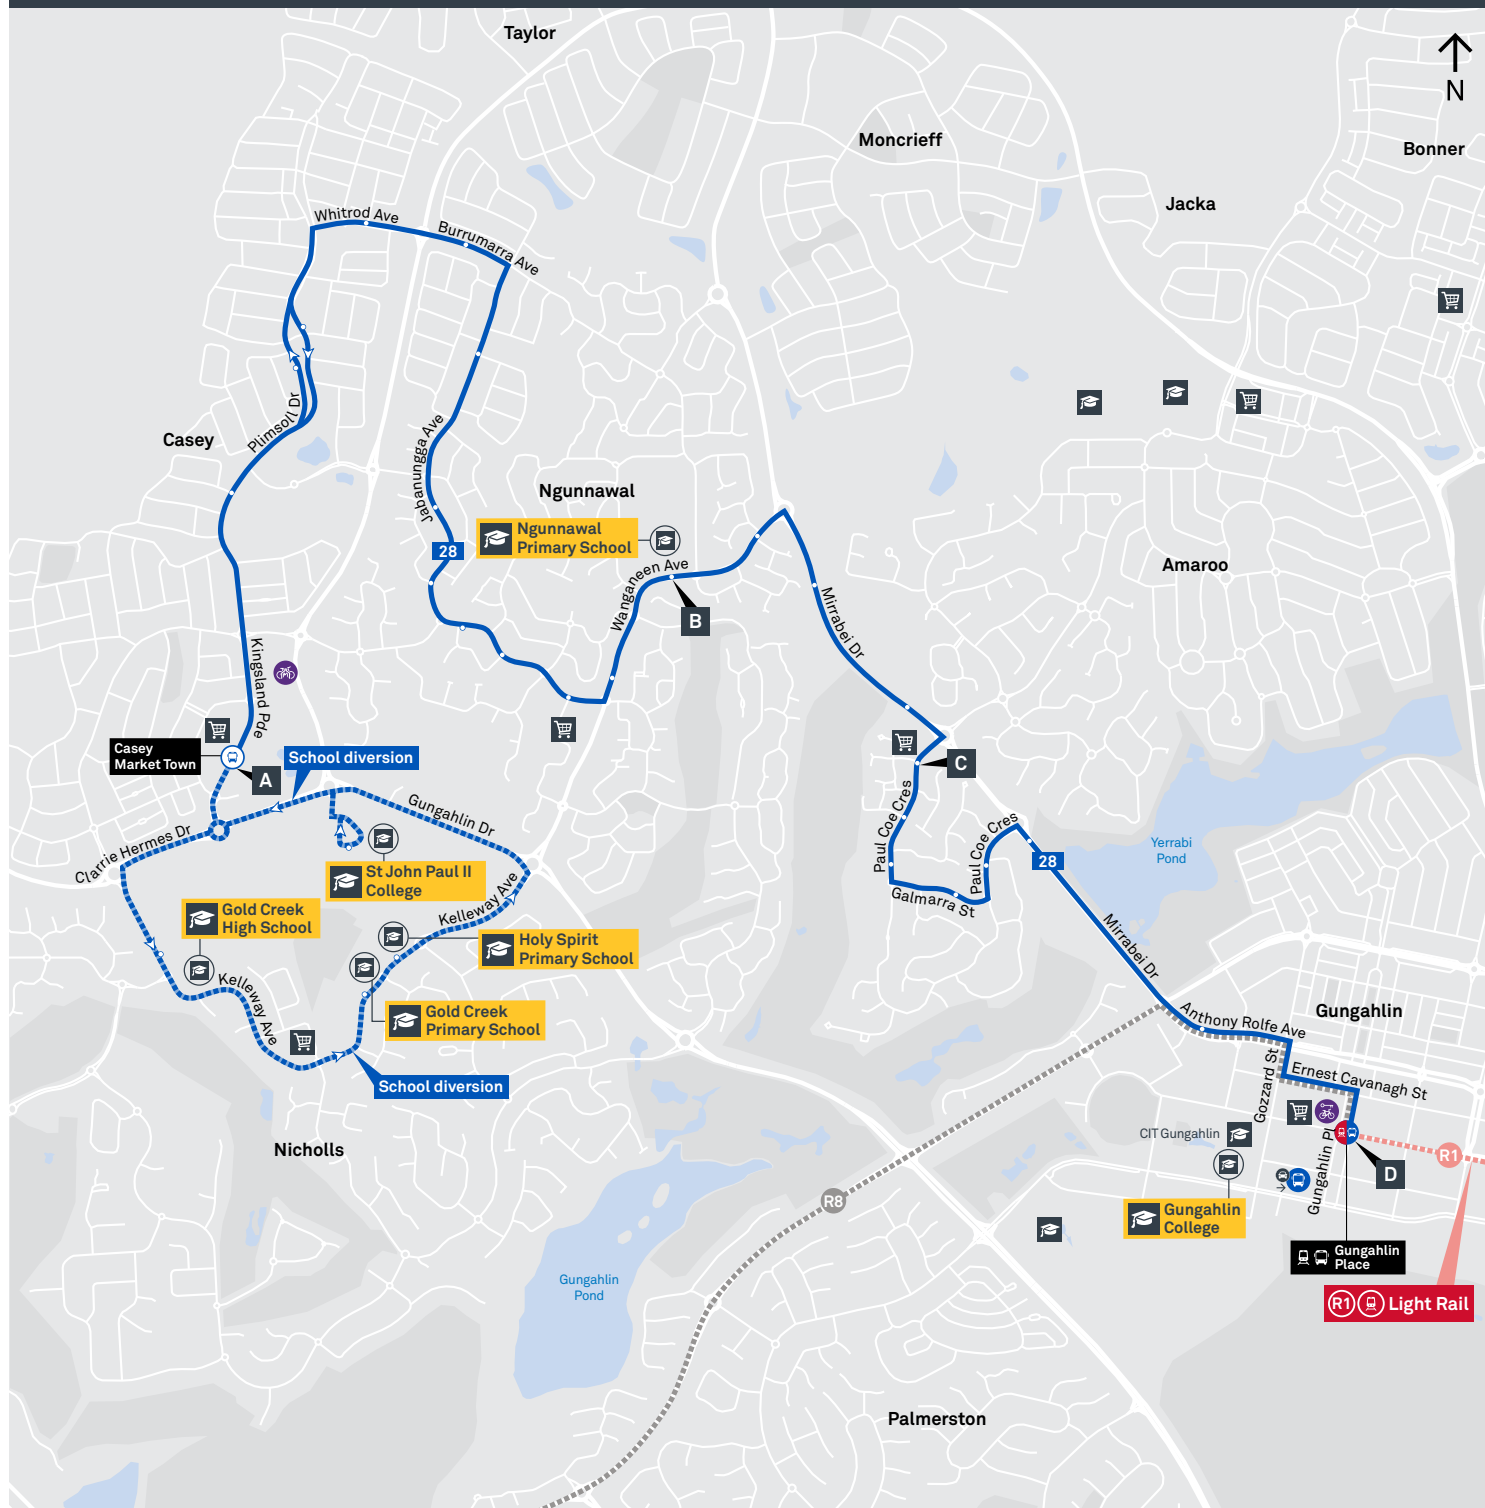 Taylor
N
Moncrieff
Bonner
Jacka
Whitrod Ave
Burrumarra Ave
Plimsoll Dr
Casey
Jabanungga Ave
Ngunnawal
Ngunnawal
Primary School
28
Wanganeen Ave
B
Amaroo
Mirrabei Dr
Kingsland Pde
Casey
Market Town
A
School diversion
C
Gungahlin Dr
Clarrie Hermes Dr
Paul Coe Cres
Paul Coe Cres
Yerrabi
Pond
28
St John Paul II
College
Galmarra St
Kelleway Ave
Gold Creek
High School
Holy Spirit
Primary School
Mirrabei Dr
Kelleway Ave
Gold Creek
Primary School
Anthony Rolfe Ave
Gungahlin
School diversion
Gozzard St
Ernest Cavanagh St
Nicholls
CIT Gungahlin
Gungahlin Pl
R1
D
R8
Gungahlin
College
Gungahlin
Place
Gungahlin
Pond
R1 Light Rail
Palmerston